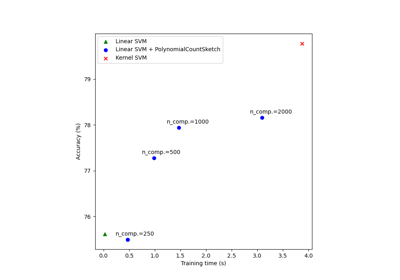 Linear SVM
Linear SVM + PolynomialCountSketch
Kernel SVM
79
n_comp.=2000
n_comp.=1000
78
Accuracy (%)
n_comp.=500
77
76
n_comp.=250
0.0 0.5 1.0 1.5 2.0 2.5 3.0 3.5 4.0
Training time (s)